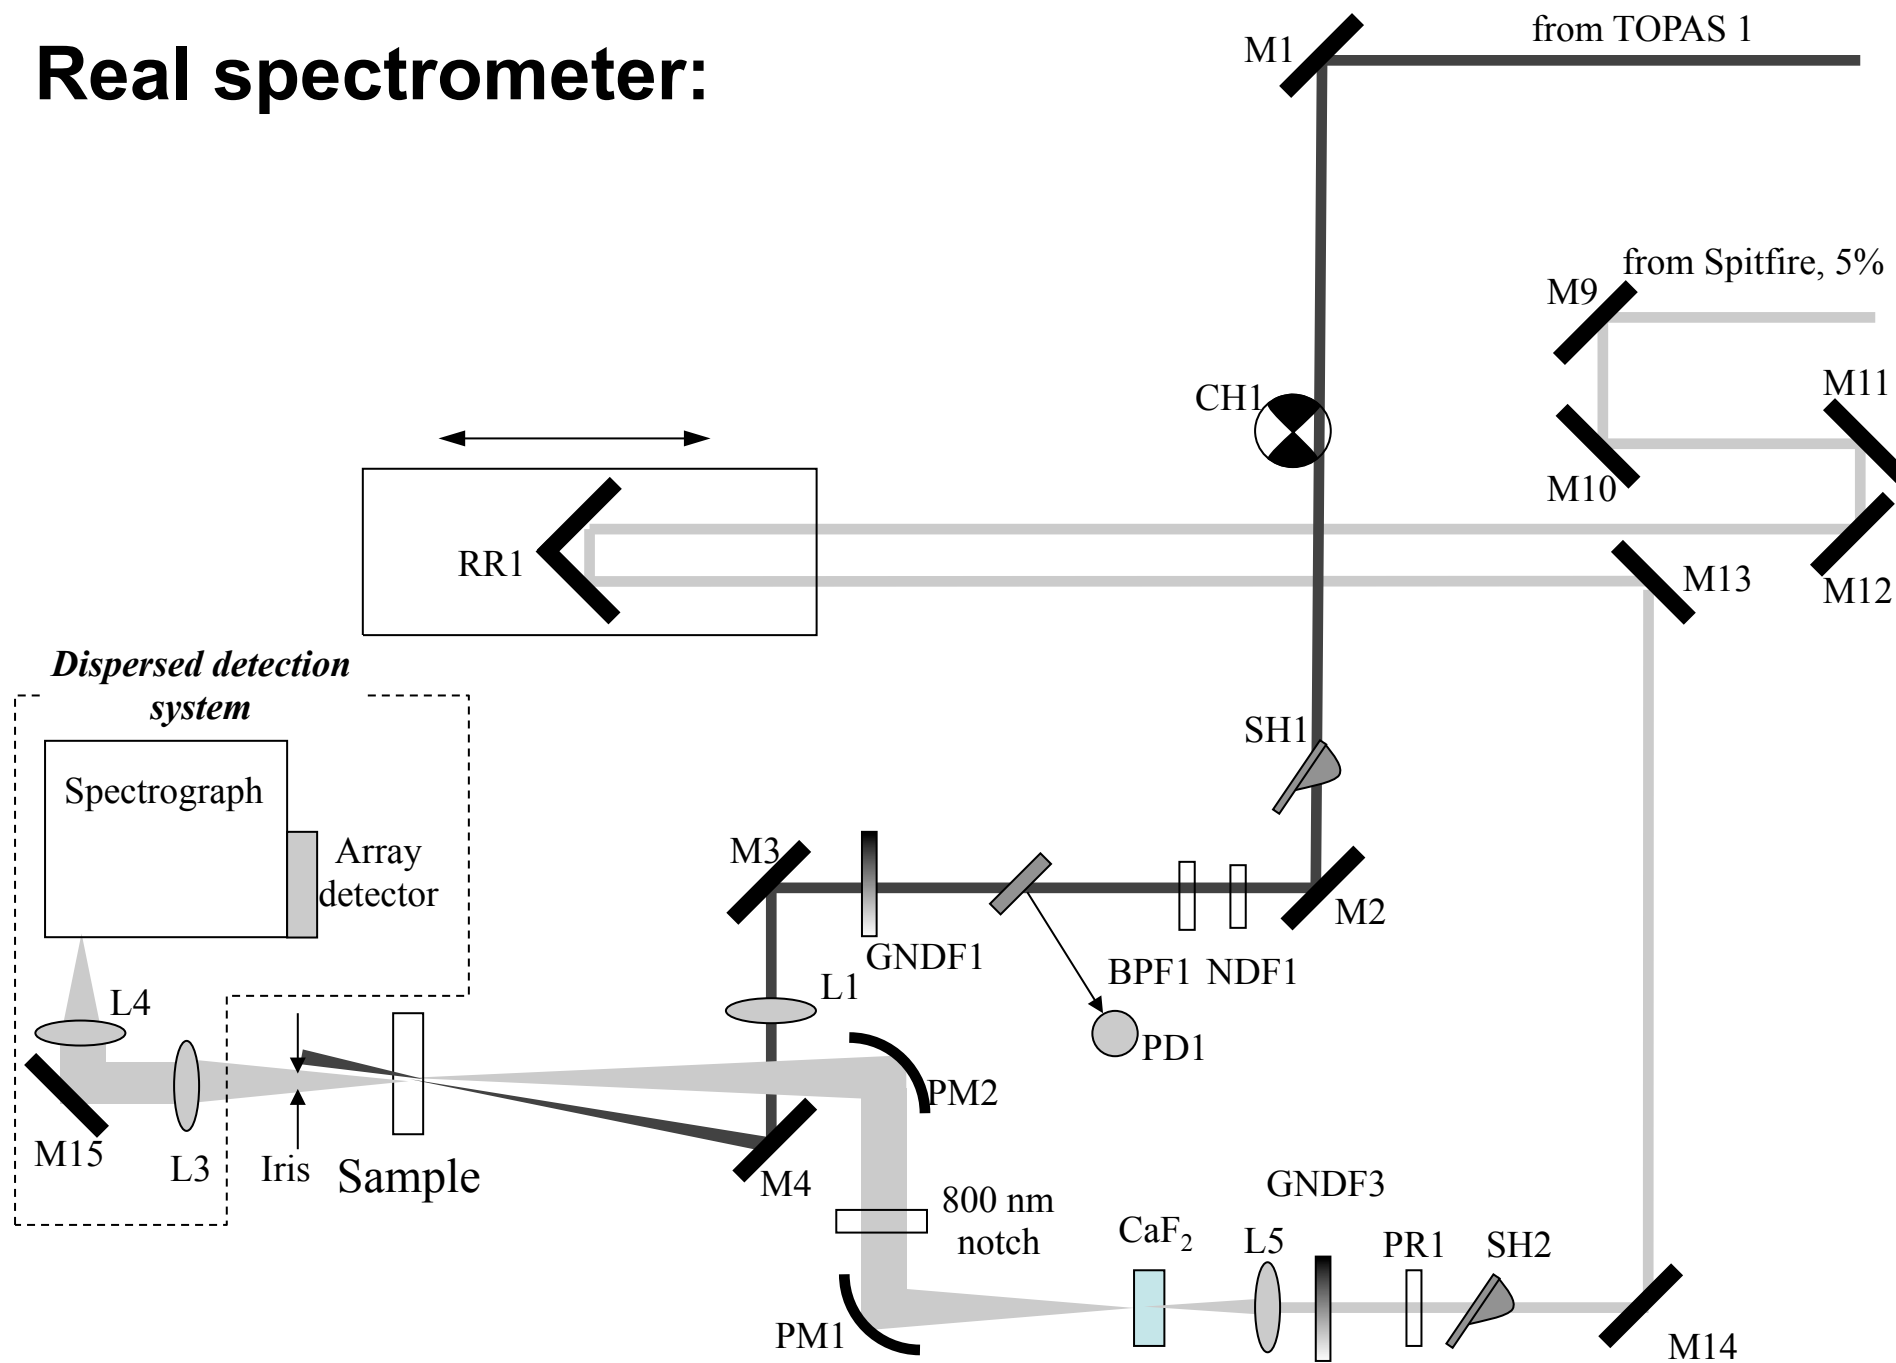 Real spectrometer:
from TOPAS 1
M1
from Spitfire, 5%
M9
M11
CH1
M10
RR1
M13
M12
Dispersed detection
system
SH1
Spectrograph
Array
detector
M3
M2
GNDF1
BPF1
NDF1
L4
L1
PD1
PM2
M15
L3
Iris
Sample
M4
800 nm
notch
GNDF3
CaF₂
L5
PR1
SH2
PM1
M14